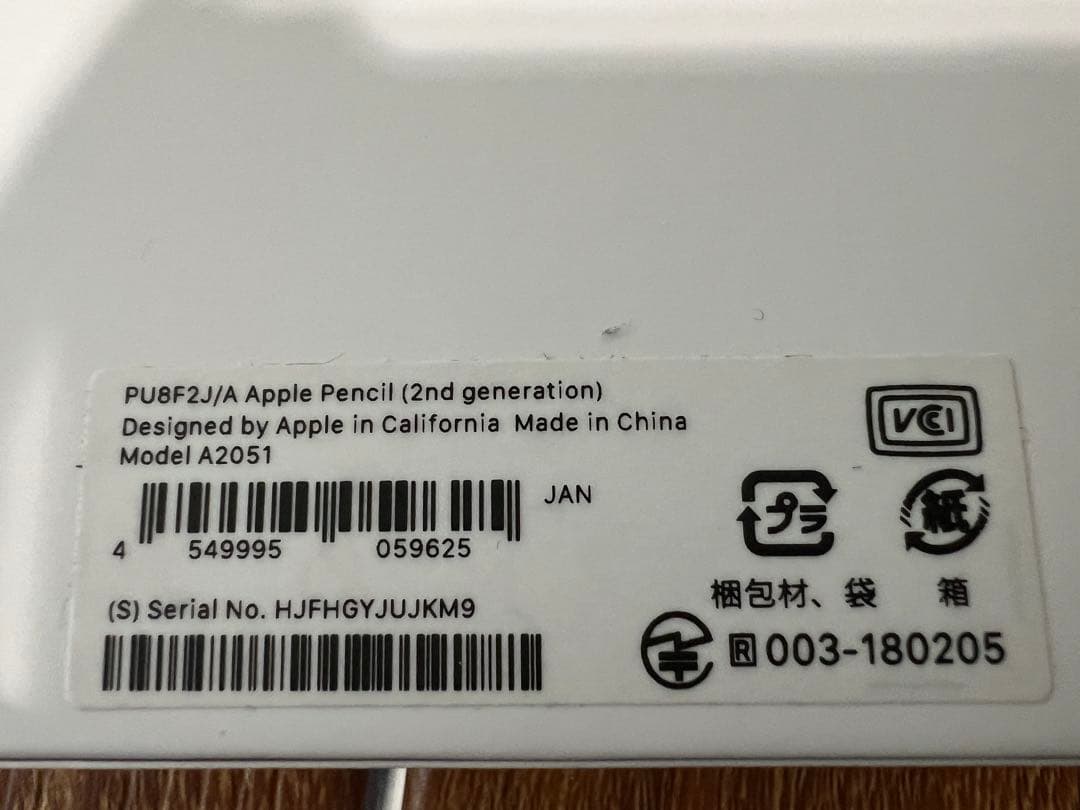 PU8F2J/A Apple Pencil (2nd generation)
Designed by Apple in California Made in China
Model A2051
JAN
4 549995 059625
(S) Serial No. HJFHGYJUJKM9
VCI
プラ
紙
梱包材、袋
箱
R 003-180205